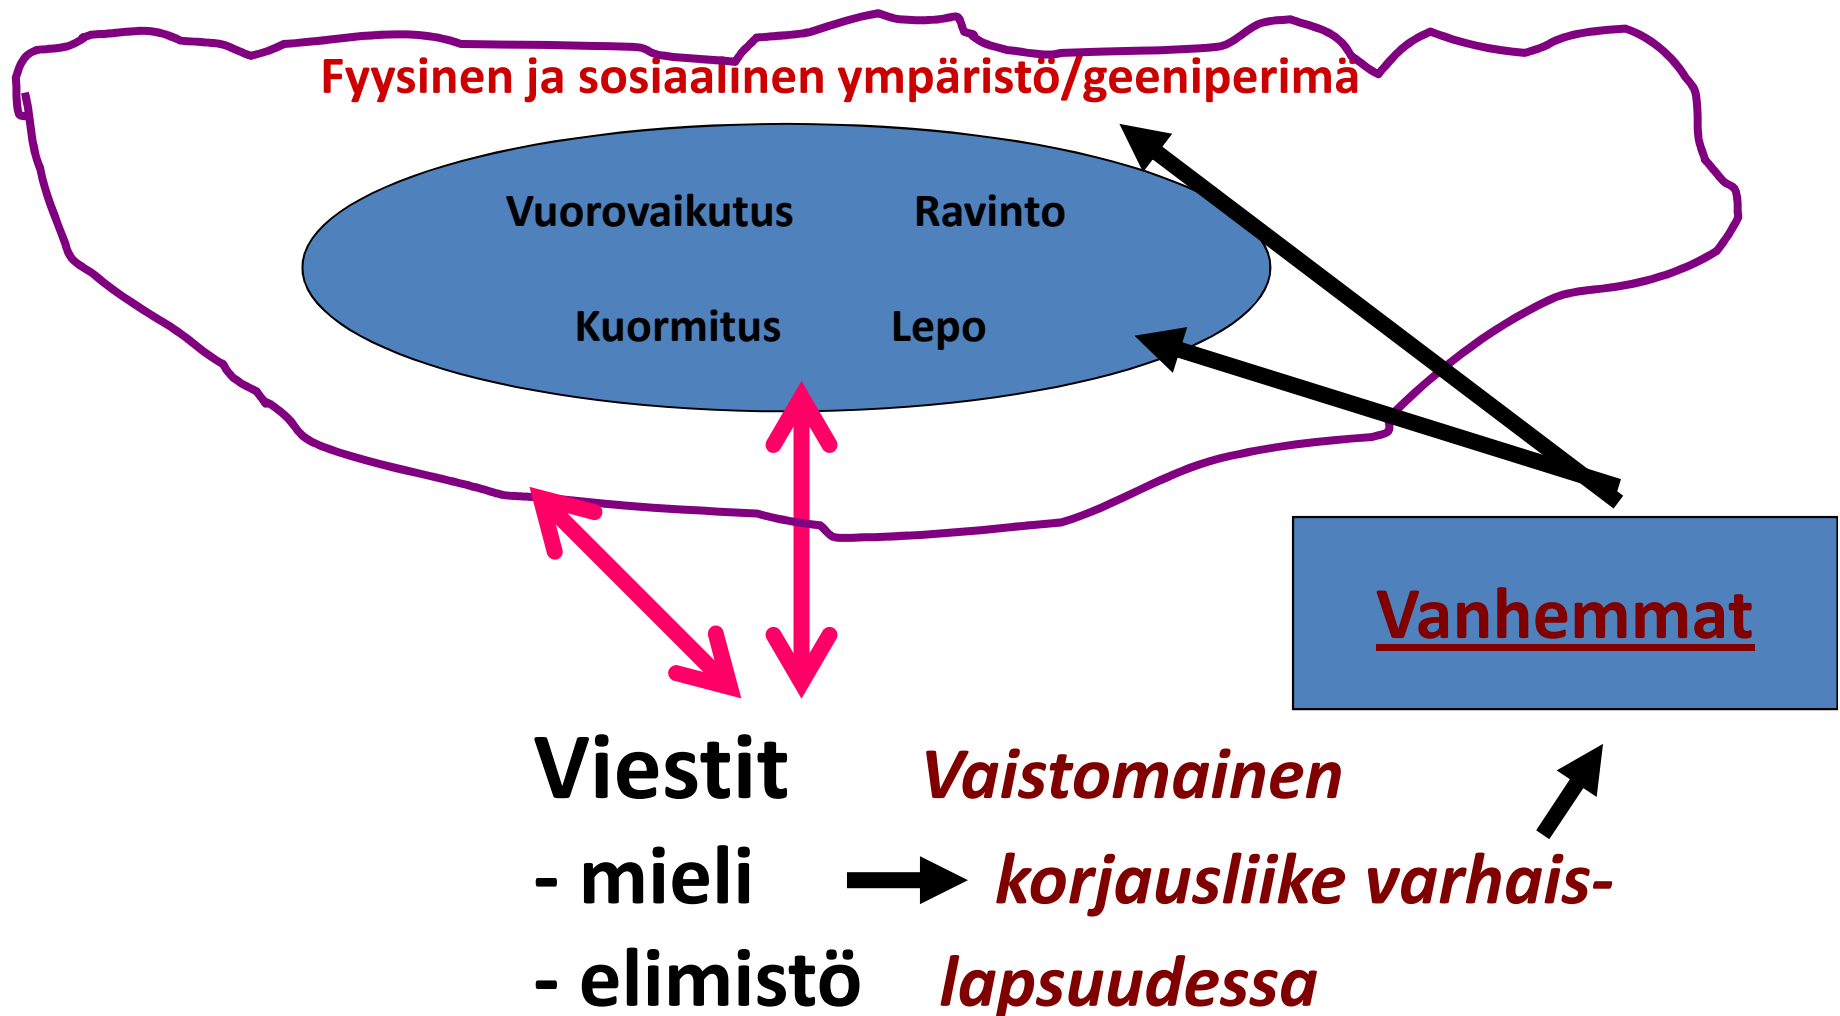 Fyysinen ja sosiaalinen ympäristö/geeniperimä
Vuorovaikutus Ravinto
Kuormitus Lepo
Vanhemmat
Viestit Vaistomainen
- mieli korjausliike varhais-
- elimistö lapsuudessa